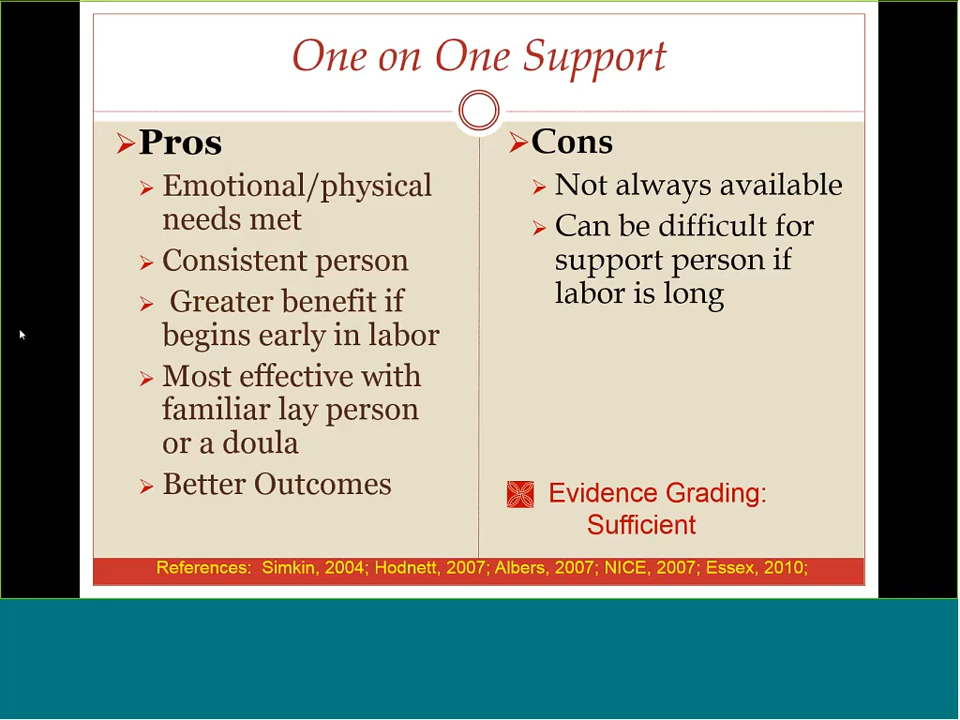 One on One Support
Pros
Emotional/physical
needs met
Consistent person
Greater benefit if
begins early in labor
Most effective with
familiar lay person
or a doula
Better Outcomes
Cons
Not always available
Can be difficult for
support person if
labor is long
Evidence Grading:
Sufficient
References: Simkin, 2004; Hodnett, 2007; Albers, 2007; NICE, 2007; Essex, 2010;